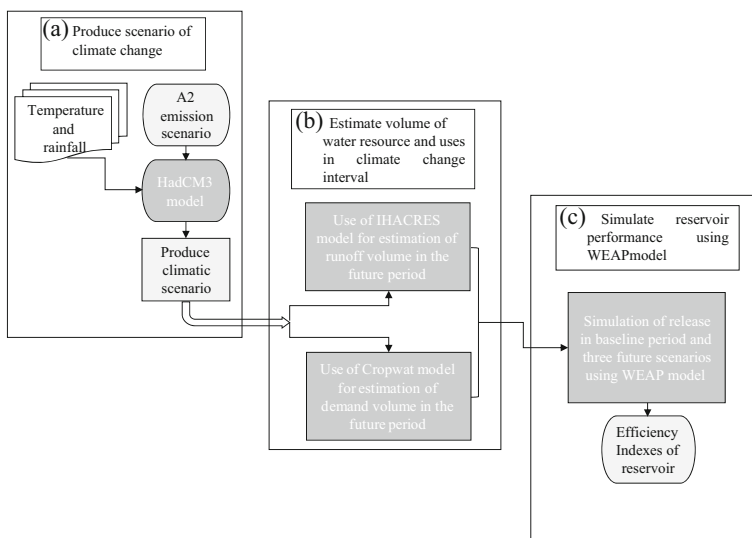 (a) Produce scenario of
climate change
Temperature
and
rainfall
A2
emission
scenario
HadCM3
model
Produce
climatic
scenario
(b) Estimate volume of
water resource and uses
in climate change
interval
Use of IHACRES
model for estimation of
runoff volume in the
future period
Use of Cropwat model
for estimation of
demand volume in the
future period
(c) Simulate reservoir
performance using
WEAPmodel
Simulation of release
in baseline period and
three future scenarios
using WEAP model
Efficiency
Indexes of
reservoir